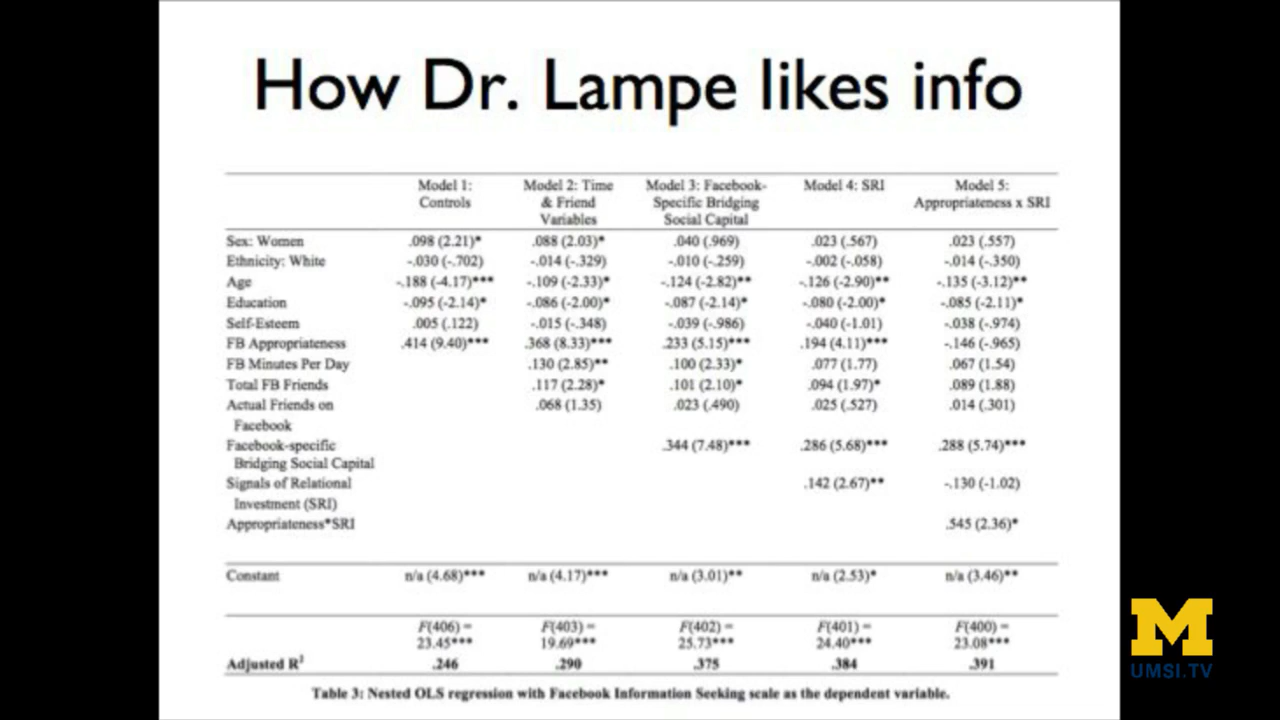 How Dr. Lampe likes info
Model 1: Model 2: Time Model 3: Facebook- Model 4: SRI Model 5:
Controls & Friend Specific Bridging Appropriateness x SRI
Variables Social Capital
Sex: Women .098 (2.21)* .088 (2.03)* .040 (.969) .023 (.567) .023 (.557)
Ethnicity: White -.030 (-.702) -.014 (-.329) -.010 (-.259) -.002 (-.058) -.014 (-.350)
Age -.188 (-4.17)*** -.109 (-2.33)* -.124 (-2.82)** -.126 (-2.90)** -.135 (-3.12)**
Education -.095 (-2.14)* -.086 (-2.00)* -.087 (-2.14)* -.080 (-2.00)* -.085 (-2.11)*
Self-Esteem .005 (.122) -.015 (-.348) -.039 (-.986) -.040 (-1.01) -.038 (-.974)
FB Appropriateness .414 (9.40)*** .368 (8.33)*** .233 (5.15)*** .194 (4.11)*** -.146 (-.965)
FB Minutes Per Day .130 (2.85)** .100 (2.33)* .077 (1.77) .067 (1.54)
Total FB Friends .117 (2.28)* .101 (2.10)* .094 (1.97)* .089 (1.88)
Actual Friends on .068 (1.35) .023 (.490) .025 (.527) .014 (.301)
Facebook
Facebook-specific .344 (7.48)*** .286 (5.68)*** .288 (5.74)***
Bridging Social Capital
Signals of Relational .142 (2.67)** -.130 (-1.02)
Investment (SRI)
Appropriateness*SRI .545 (2.36)*
Constant n/a (4.68)*** n/a (4.17)*** n/a (3.01)** n/a (2.53)* n/a (3.46)**
F(406) = F(403) = F(402) = F(401) = F(400) =
23.45*** 19.69*** 25.73*** 24.40*** 23.08***
Adjusted R² .246 .290 .375 .384 .391
Table 3: Nested OLS regression with Facebook Information Seeking scale as the dependent variable.
M
UMSI.TV